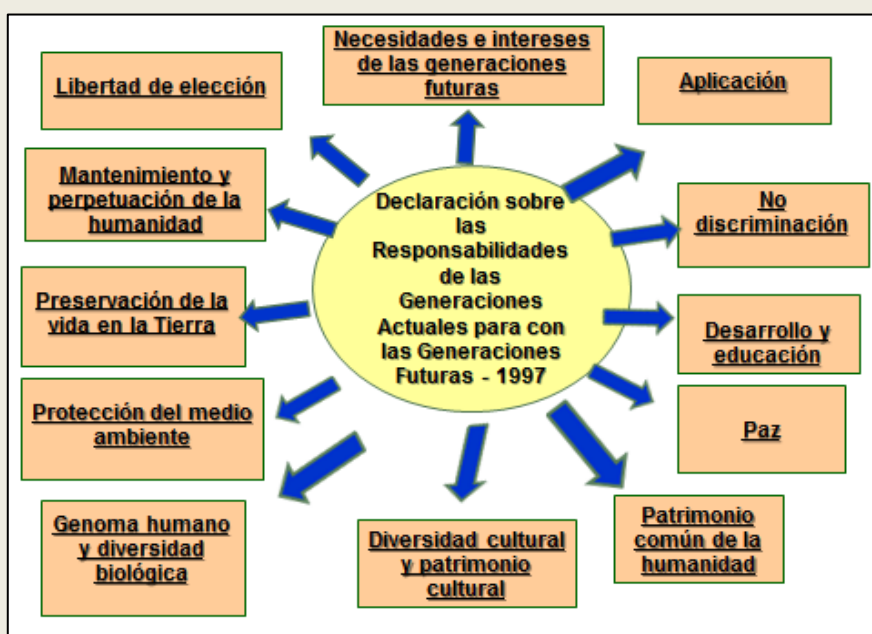 Necesidades e intereses
de las generaciones
futuras
Libertad de elección
Aplicación
Mantenimiento y
perpetuación de la
humanidad
Declaración sobre
las
Responsabilidades
de las
Generaciones
Actuales para con
las Generaciones
Futuras - 1997
No
discriminación
Preservación de la
vida en la Tierra
Desarrollo y
educación
Protección del medio
ambiente
Paz
Genoma humano
y diversidad
biológica
Diversidad cultural
y patrimonio
cultural
Patrimonio
común de la
humanidad